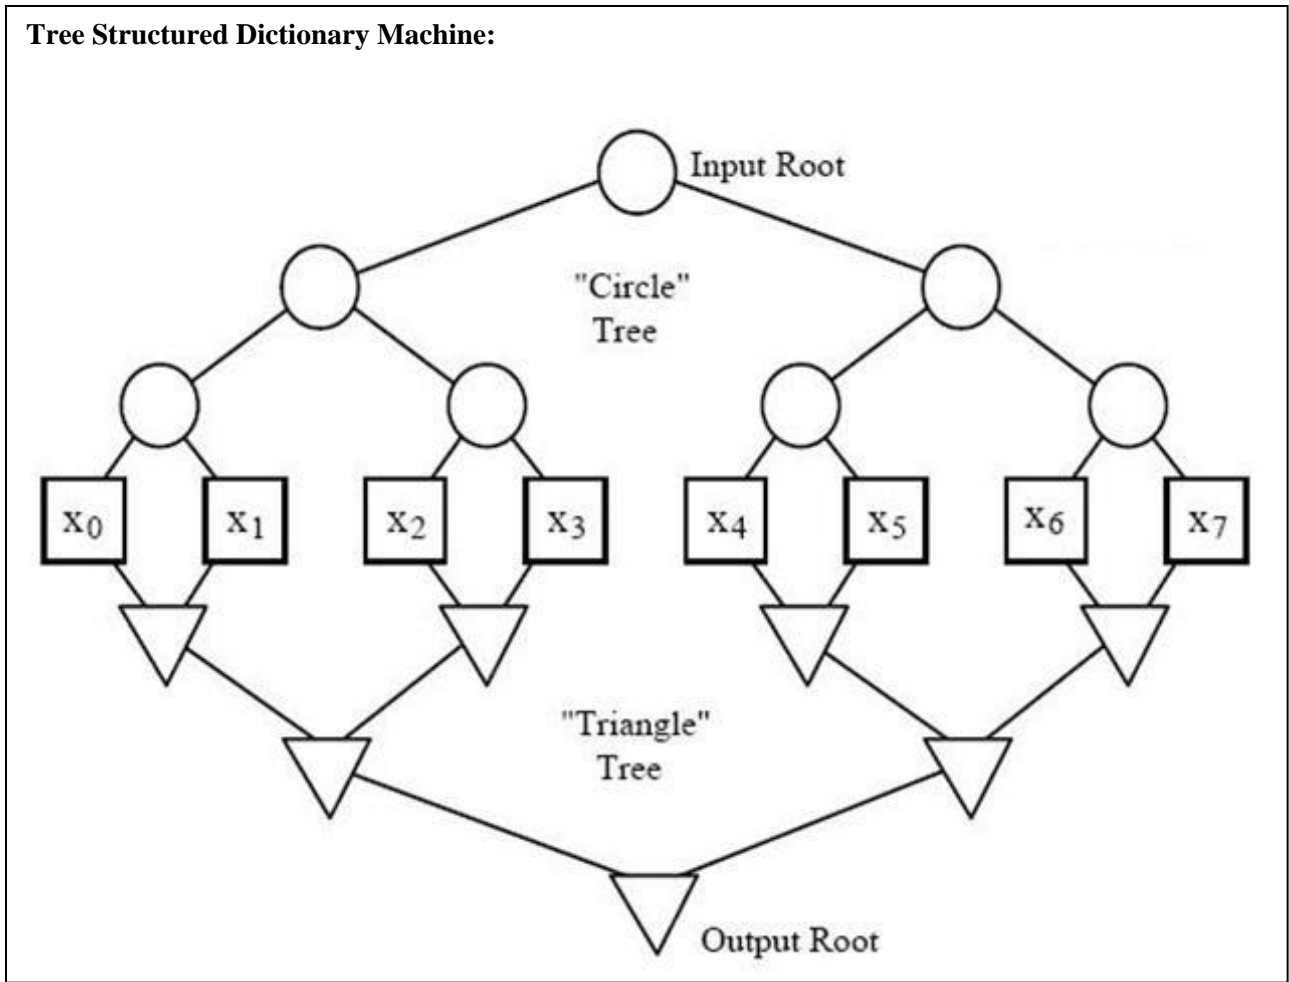 Tree Structured Dictionary Machine:
Input Root
"Circle"
Tree
x0 x1 x2 x3 x4 x5 x6 x7
"Triangle"
Tree
Output Root